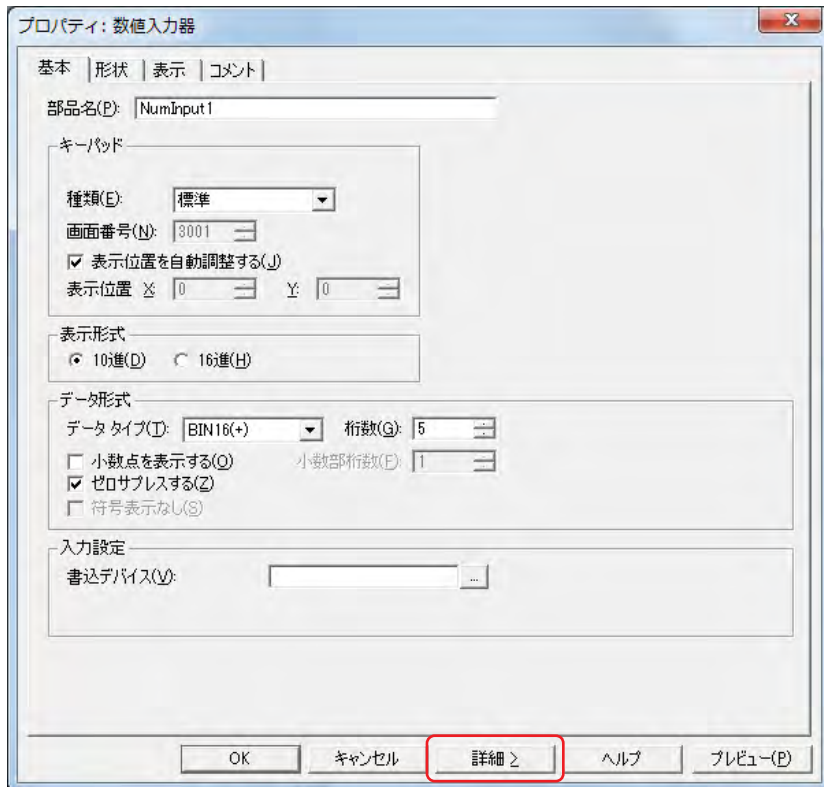 プロパティ: 数値入力器
基本 形状 表示 コメント
部品名(P): NumInput1
キーパッド
種類(E): 標準
画面番号(N): 3001
表示位置を自動調整する(J)
表示位置 X: 0 Y: 0
表示形式
10進(D) 16進(H)
データ形式
データ タイプ(T): BIN16(+) 桁数(G): 5
小数点を表示する(O) 小数部桁数(F): 1
ゼロサプレスする(Z)
符号表示なし(S)
入力設定
書込デバイス(V): ...
OK キャンセル 詳細 > ヘルプ プレビュー(P)